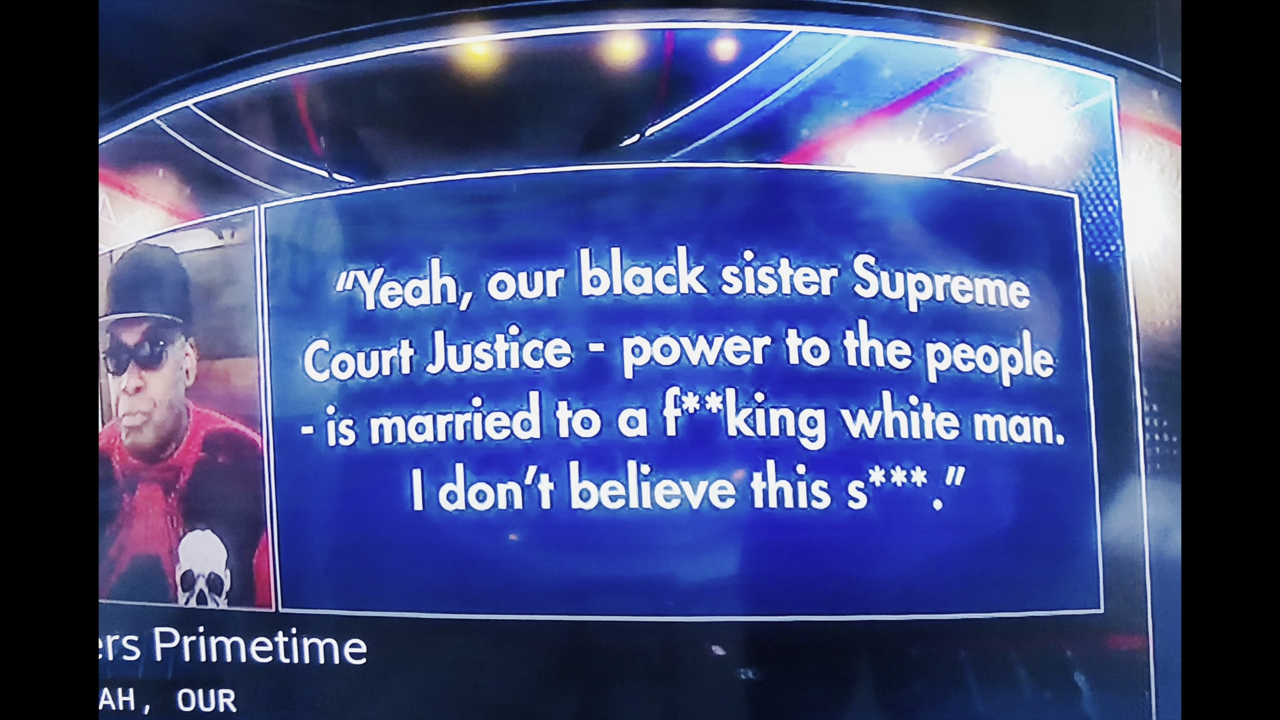 "Yeah, our black sister Supreme
Court Justice - power to the people
- is married to a f**king white man.
I don't believe this s***."
ers Primetime
AH, OUR